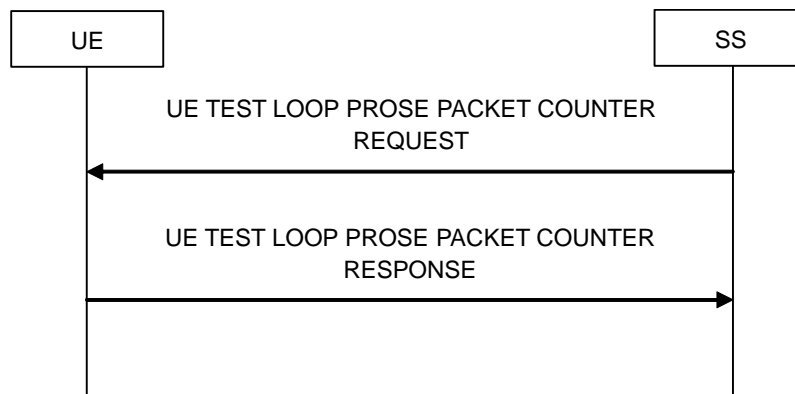 UE
SS
UE TEST LOOP PROSE PACKET COUNTER
REQUEST
UE TEST LOOP PROSE PACKET COUNTER
RESPONSE